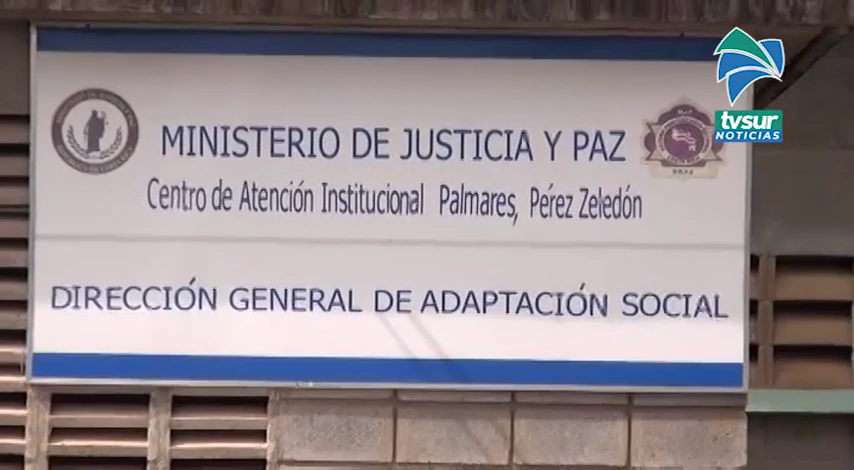 tvsur
NOTICIAS
MINISTERIO DE JUSTICIA Y PAZ
Centro de Atención Institucional Palmares, Pérez Zeledón
DIRECCIÓN GENERAL DE ADAPTACIÓN SOCIAL